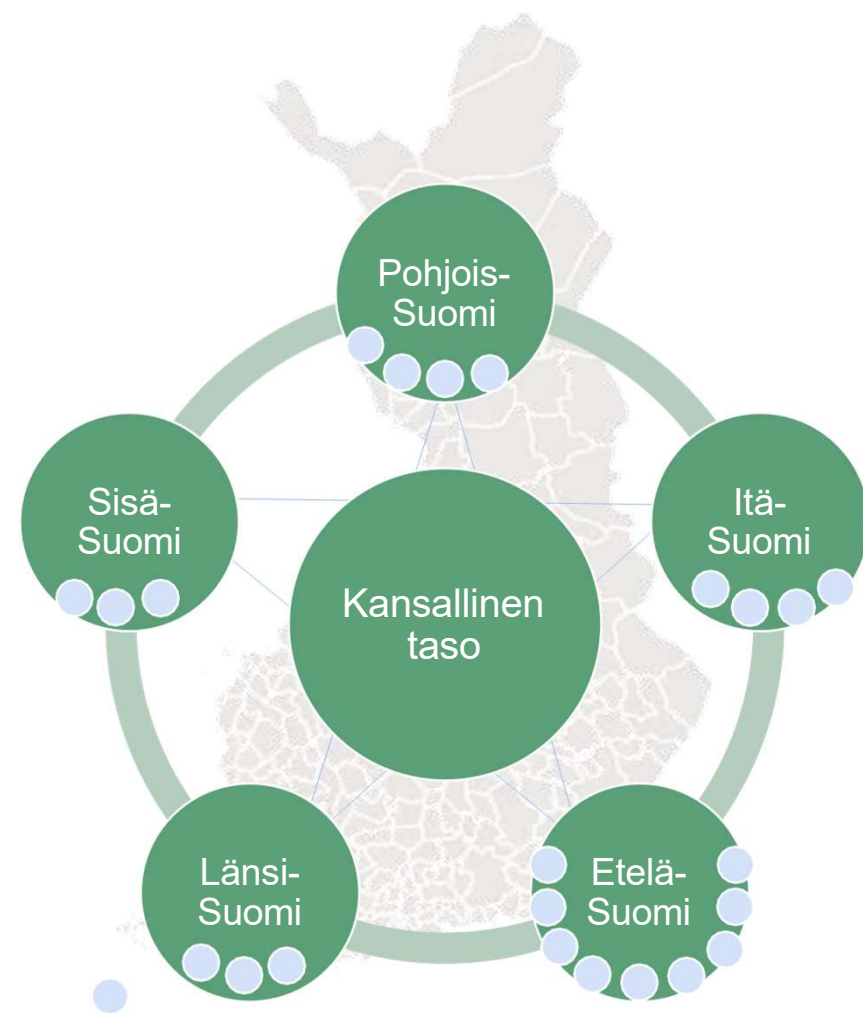 Pohjois-
Suomi
Sisä-
Suomi
Itä-
Suomi
Kansallinen
taso
Länsi-
Suomi
Etelä-
Suomi